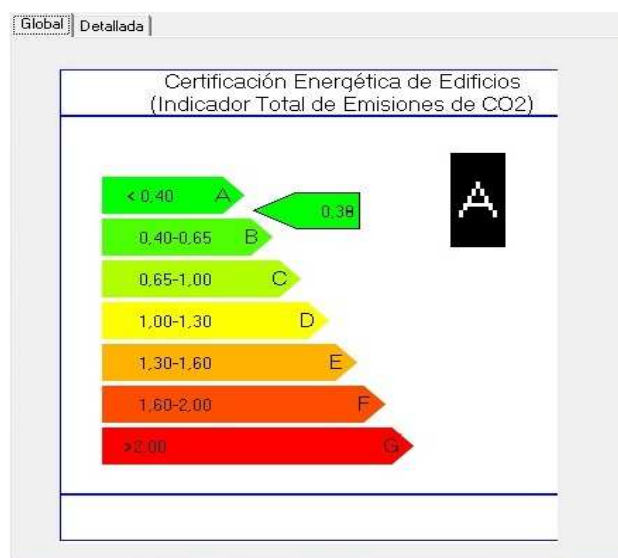 Global Detallada
Certificación Energética de Edificios
(Indicador Total de Emisiones de CO2)
< 0,40 A
0,38
A
0,40-0,65 B
0,65-1,00 C
1,00-1,30 D
1,30-1,60 E
1,60-2,00 F
>2,00 G